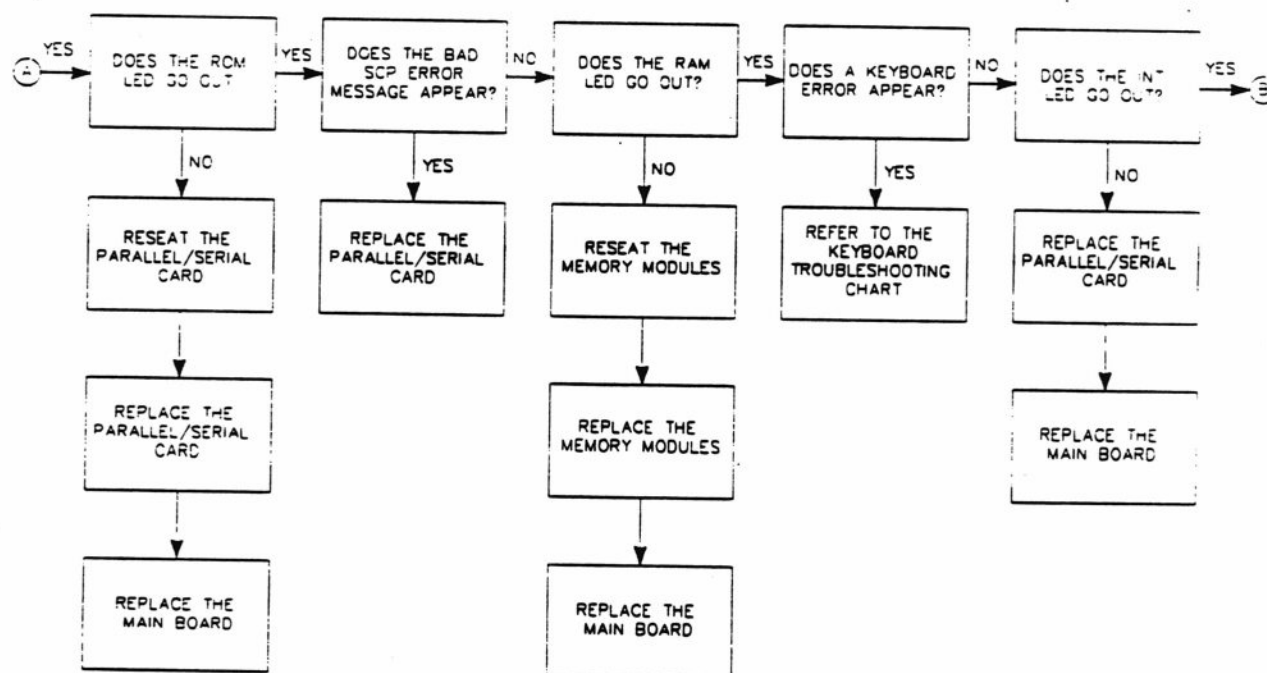 A
YES
DOES THE ROM
LED GO OUT
YES
DOES THE BAD
SCP ERROR
MESSAGE APPEAR?
NO
DOES THE RAM
LED GO OUT?
YES
DOES A KEYBOARD
ERROR APPEAR?
NO
DOES THE INT
LED GO OUT?
YES
B
NO
YES
NO
YES
NO
RESEAT THE
PARALLEL/SERIAL
CARD
REPLACE THE
PARALLEL/SERIAL
CARD
RESEAT THE
MEMORY MODULES
REFER TO THE
KEYBOARD
TROUBLESHOOTING
CHART
REPLACE THE
PARALLEL/SERIAL
CARD
REPLACE THE
PARALLEL/SERIAL
CARD
REPLACE THE
MEMORY MODULES
REPLACE THE
MAIN BOARD
REPLACE THE
MAIN BOARD
REPLACE THE
MAIN BOARD